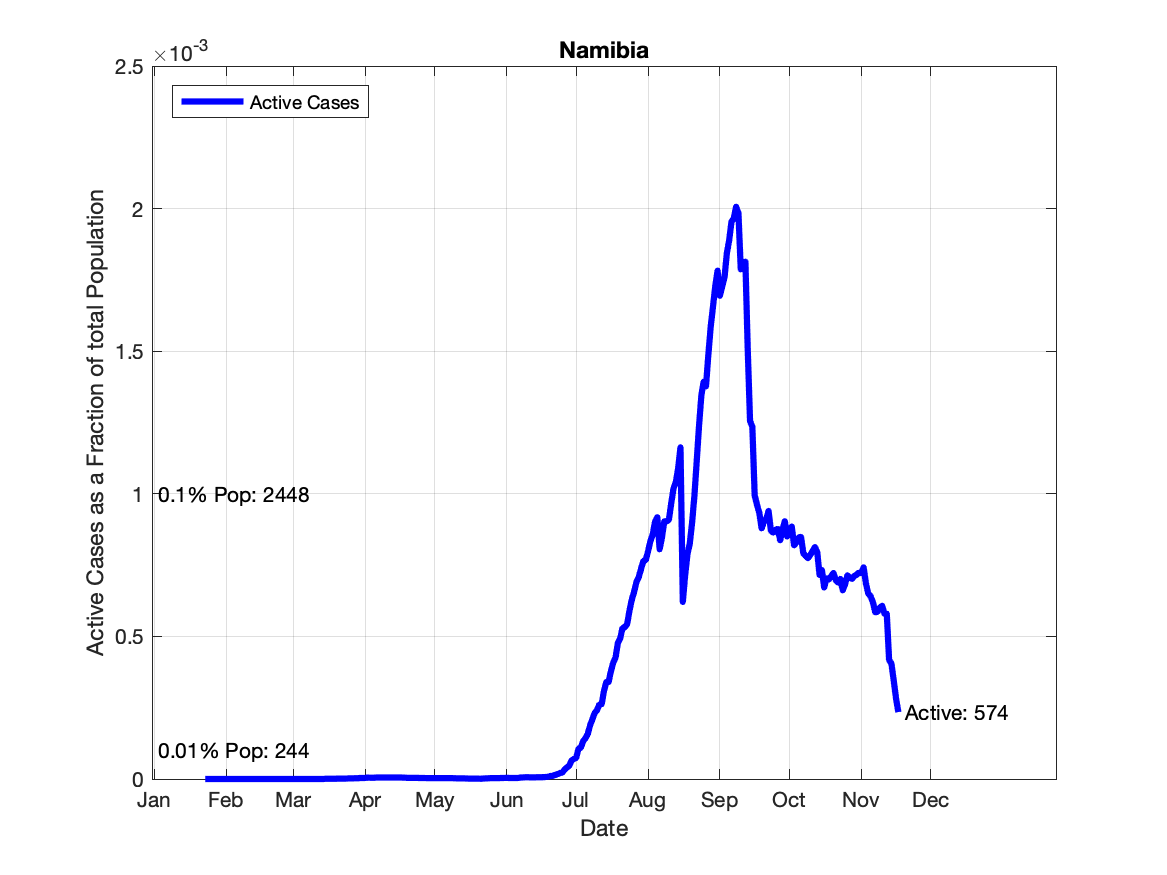 Namibia
×10-3
2.5
2
1.5
1
0.5
0
Active Cases
0.1% Pop: 2448
0.01% Pop: 244
Active: 574
Active Cases as a Fraction of total Population
Jan Feb Mar Apr May Jun Jul Aug Sep Oct Nov Dec
Date